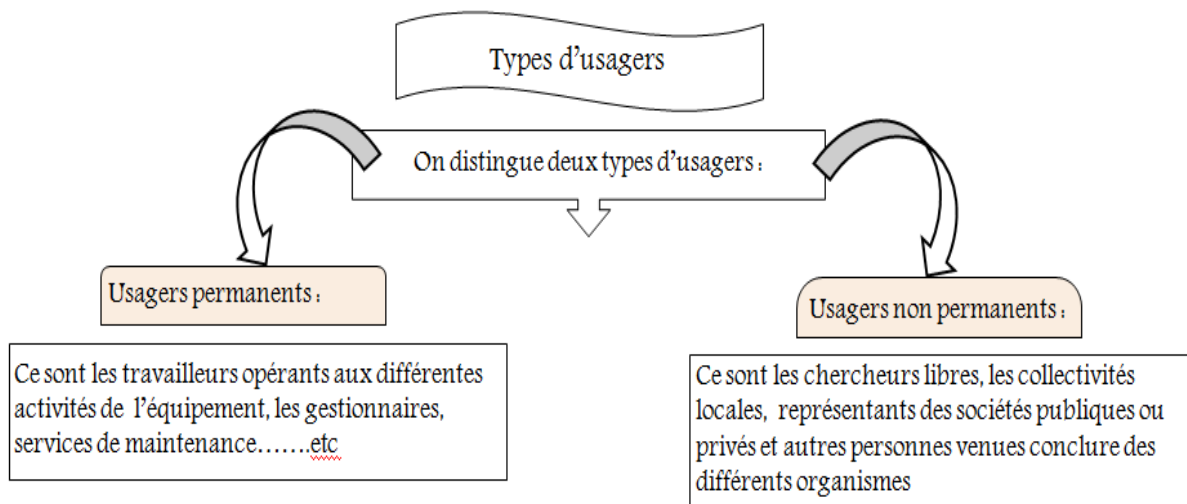 Types d'usagers
On distingue deux types d'usagers :
Usagers permanents :
Ce sont les travailleurs opérants aux différentes
activités de l'équipement, les gestionnaires,
services de maintenance…….etc
Usagers non permanents :
Ce sont les chercheurs libres, les collectivités
locales, représentants des sociétés publiques ou
privés et autres personnes venues conclure des
différents organismes